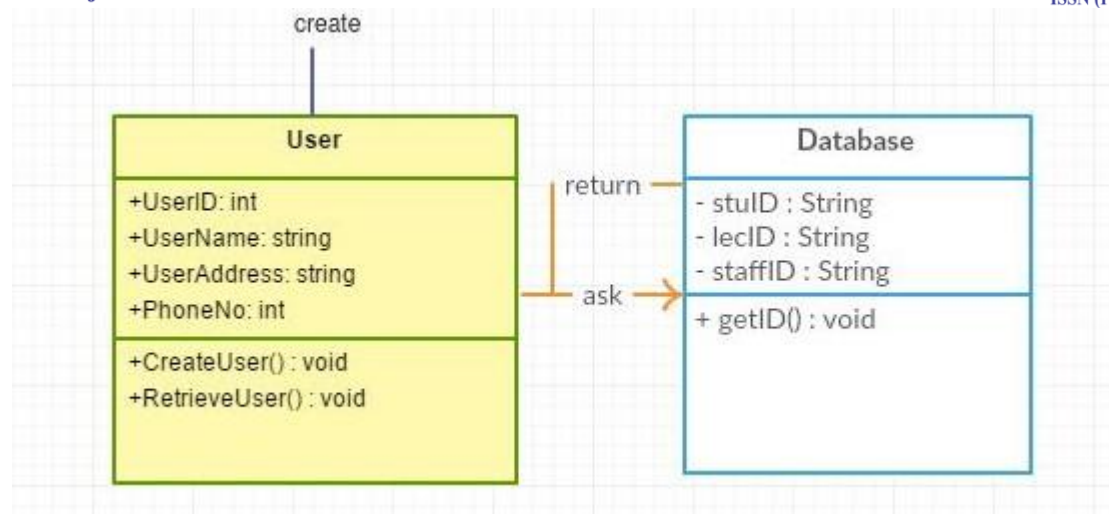 create
User
+UserID: int
+UserName: string
+UserAddress: string
+PhoneNo: int
+CreateUser() : void
+RetrieveUser() : void
return
ask
Database
- stuID : String
- lecID : String
- staffID : String
+ getID() : void